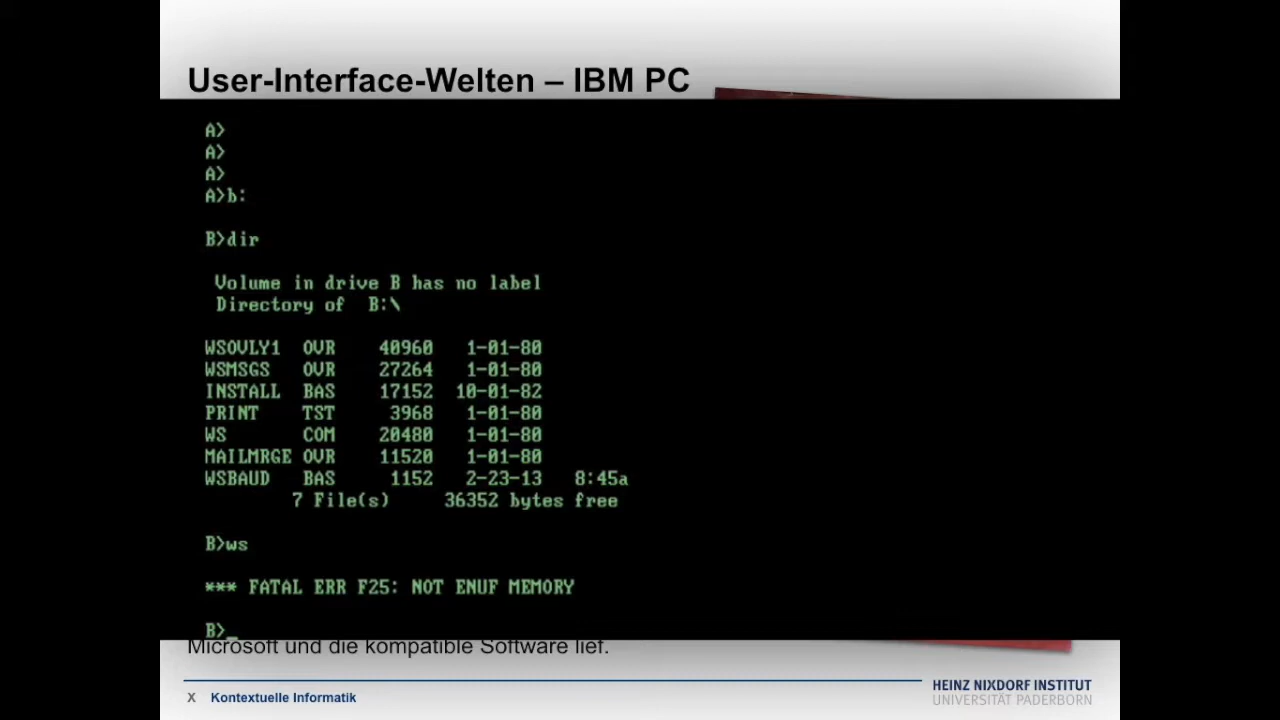 User-Interface-Welten – IBM PC
A>
A>
A>
A>b:
B>dir
Volume in drive B has no label
Directory of B:\
WSOVLY1 OVR 40960 1-01-80
WSMSGS OVR 27264 1-01-80
INSTALL BAS 17152 10-01-82
PRINT TST 3968 1-01-80
WS COM 20480 1-01-80
MAILMRGE OVR 11520 1-01-80
WSBAUD BAS 1152 2-23-13 8:45a
7 File(s) 36352 bytes free
B>ws
*** FATAL ERR F25: NOT ENUF MEMORY
B>_
Microsoft und die kompatible Software lief.
X Kontextuelle Informatik
HEINZ NIXDORF INSTITUT
UNIVERSITÄT PADERBORN